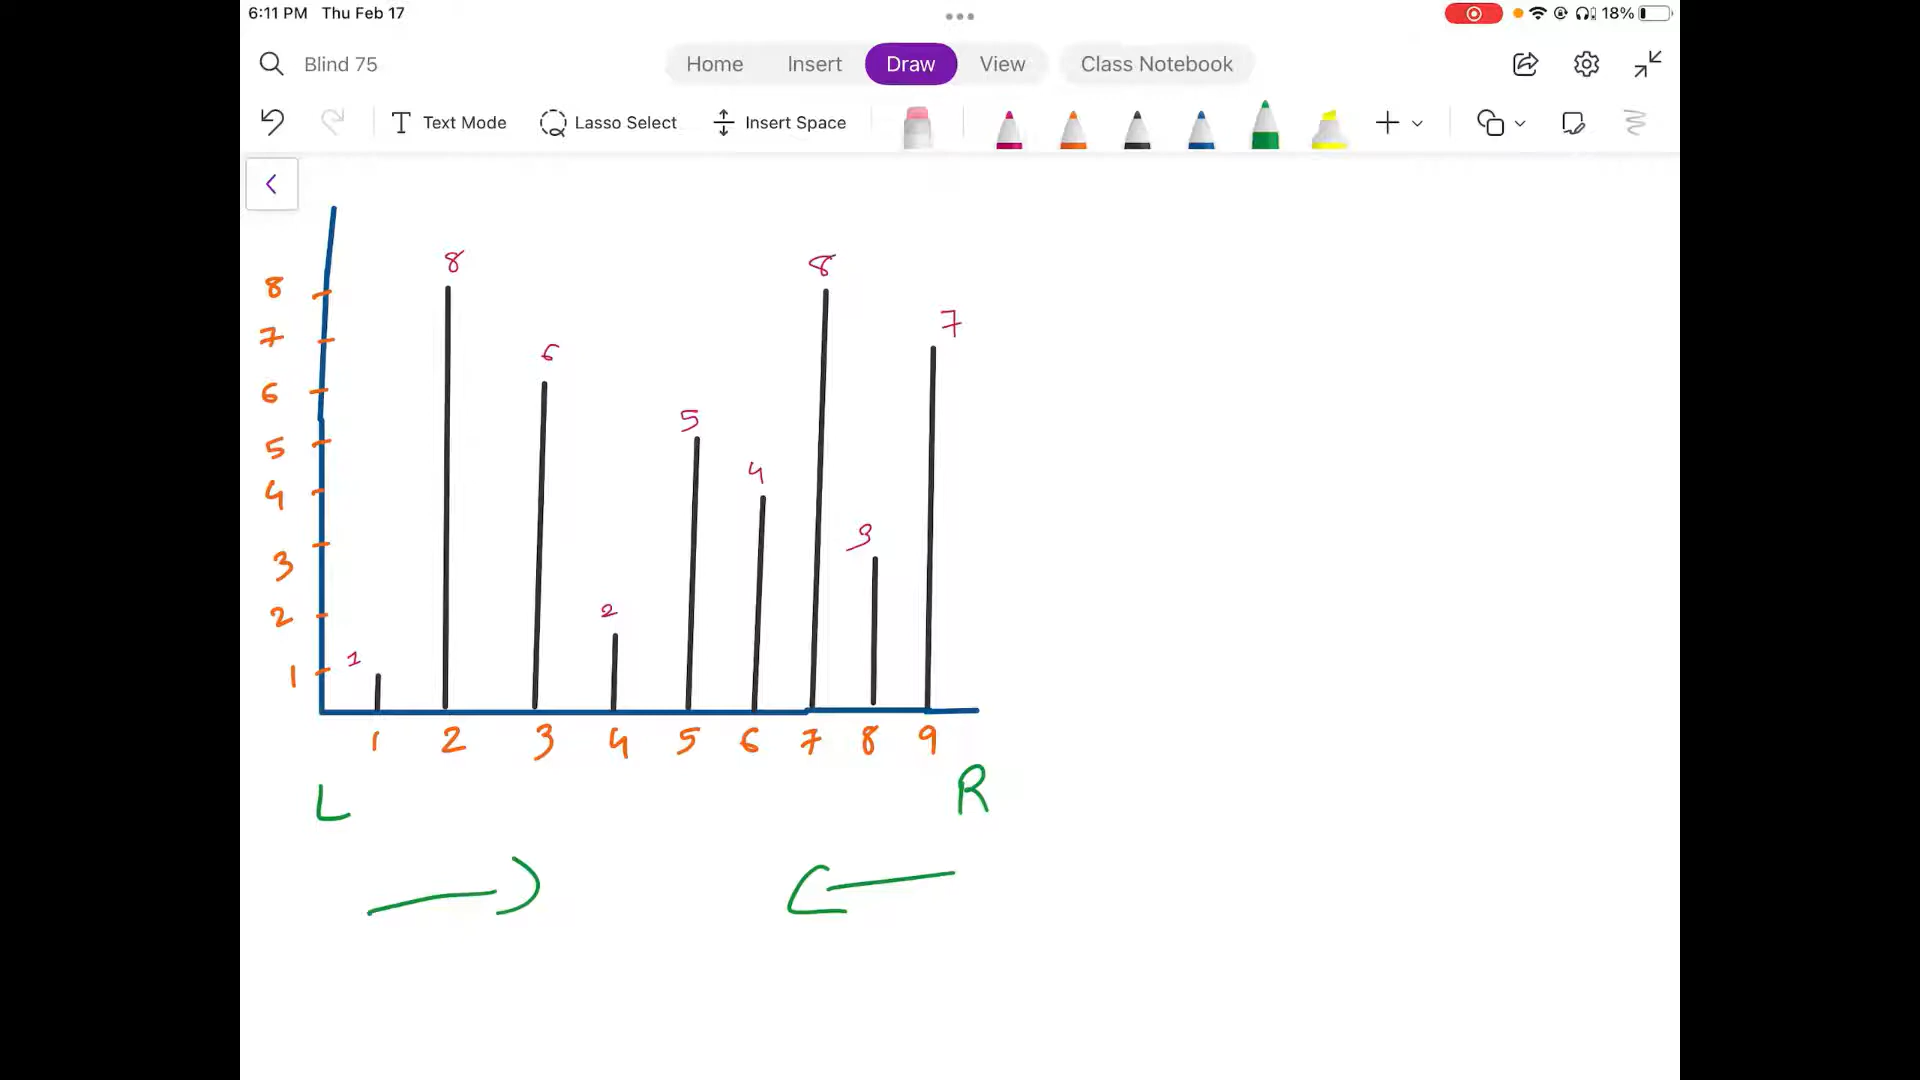 6:11 PM Thu Feb 17
18%
Blind 75
Home Insert Draw View Class Notebook
Text Mode Lasso Select Insert Space
8 8
8
7
7
6
6
5
5
4
4
3
3
2
2
1
1
1 2 3 4 5 6 7 8 9
L R